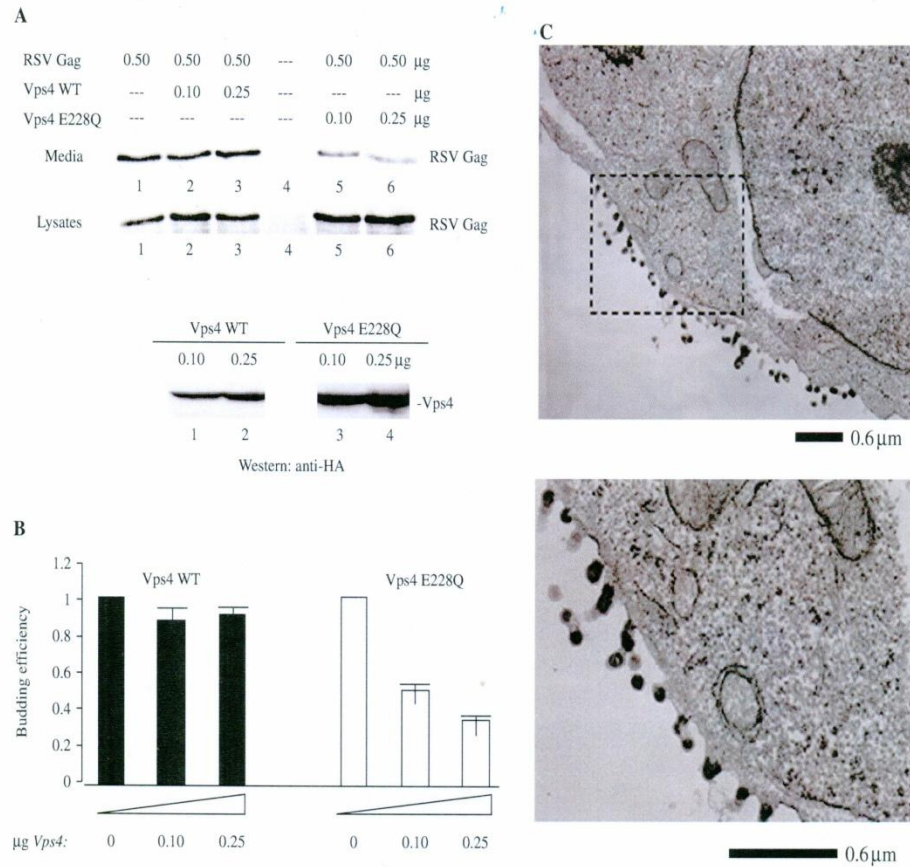 A
RSV Gag 0.50 0.50 0.50 --- 0.50 0.50 µg
Vps4 WT --- 0.10 0.25 --- --- --- µg
Vps4 E228Q --- --- --- --- 0.10 0.25 µg
Media RSV Gag
1 2 3 4 5 6
Lysates RSV Gag
1 2 3 4 5 6
Vps4 WT Vps4 E228Q
0.10 0.25 0.10 0.25 µg
-Vps4
1 2 3 4
Western: anti-HA
B
Budding efficiency
1.2
1
0.8
0.6
0.4
0.2
0
Vps4 WT Vps4 E228Q
µg Vps4: 0 0.10 0.25 0 0.10 0.25
C
0.6µm
0.6µm